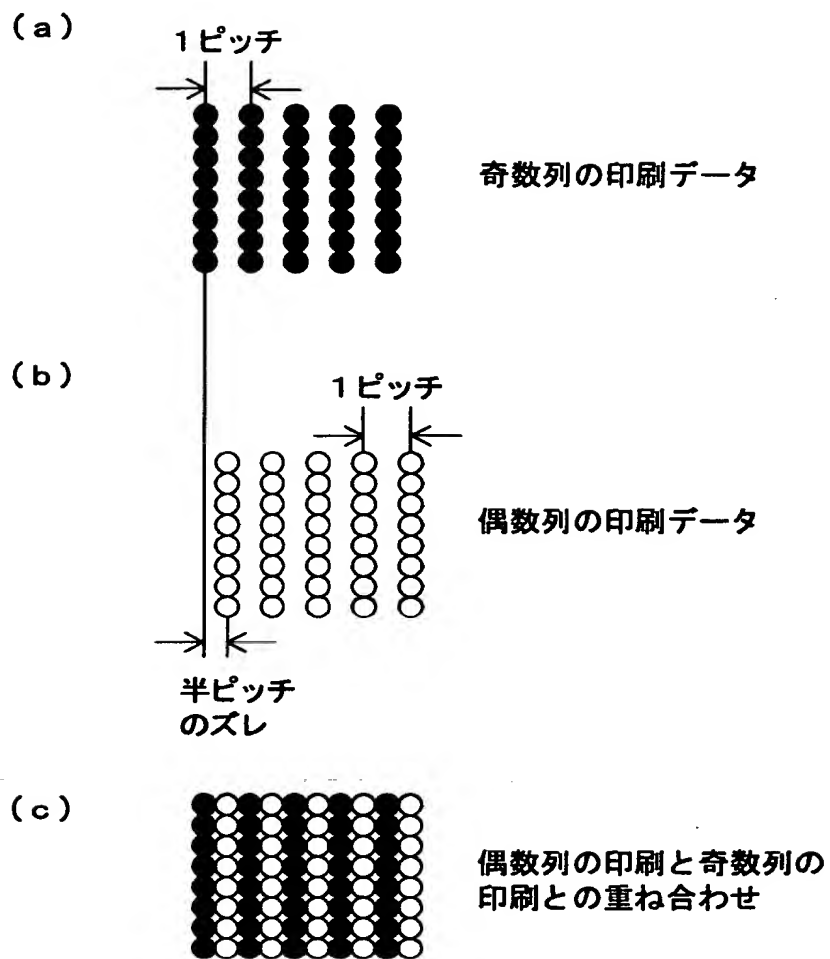 (a)
1ピッチ
奇数列の印刷データ
(b)
1ピッチ
偶数列の印刷データ
半ピッチ
のズレ
(c)
偶数列の印刷と奇数列の
印刷との重ね合わせ